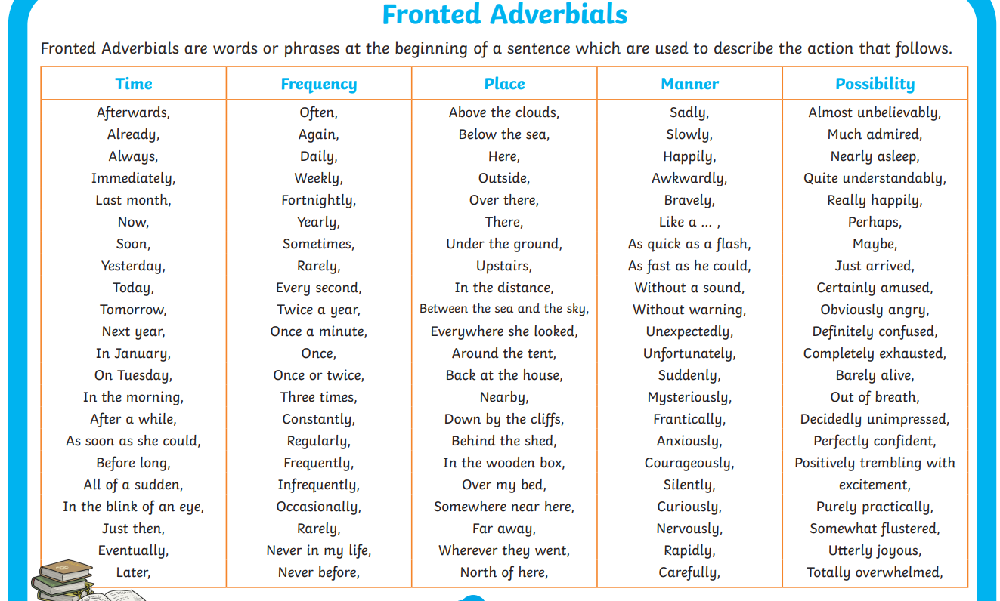 Fronted Adverbials
Fronted Adverbials are words or phrases at the beginning of a sentence which are used to describe the action that follows.
Time Frequency Place Manner Possibility
Afterwards, Often, Above the clouds, Sadly, Almost unbelievably,
Already, Again, Below the sea, Slowly, Much admired,
Always, Daily, Here, Happily, Nearly asleep,
Immediately, Weekly, Outside, Awkwardly, Quite understandably,
Last month, Fortnightly, Over there, Bravely, Really happily,
Now, Yearly, There, Like a ... , Perhaps,
Soon, Sometimes, Under the ground, As quick as a flash, Maybe,
Yesterday, Rarely, Upstairs, As fast as he could, Just arrived,
Today, Every second, In the distance, Without a sound, Certainly amused,
Tomorrow, Twice a year, Between the sea and the sky, Without warning, Obviously angry,
Next year, Once a minute, Everywhere she looked, Unexpectedly, Definitely confused,
In January, Once, Around the tent, Unfortunately, Completely exhausted,
On Tuesday, Once or twice, Back at the house, Suddenly, Barely alive,
In the morning, Three times, Nearby, Mysteriously, Out of breath,
After a while, Constantly, Down by the cliffs, Frantically, Decidedly unimpressed,
As soon as she could, Regularly, Behind the shed, Anxiously, Perfectly confident,
Before long, Frequently, In the wooden box, Courageously, Positively trembling with
All of a sudden, Infrequently, Over my bed, Silently, excitement,
In the blink of an eye, Occasionally, Somewhere near here, Curiously, Purely practically,
Just then, Rarely, Far away, Nervously, Somewhat flustered,
Eventually, Never in my life, Wherever they went, Rapidly, Utterly joyous,
Later, Never before, North of here, Carefully, Totally overwhelmed,